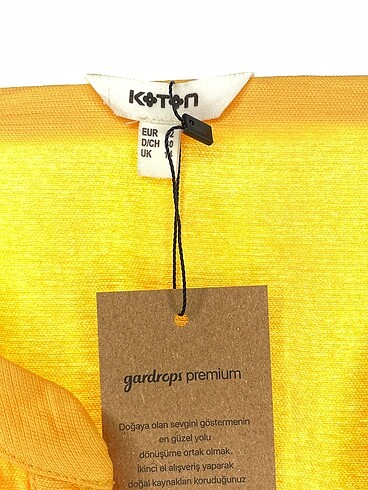 KOTON
EUR
D/CH
UK
gardrops premium
Doğaya olan sevgini göstermenin
en güzel yolu
dönüşüme ortak olmak.
İkinci el alışveriş yaparak
doğal kaynakları koruduğunuz